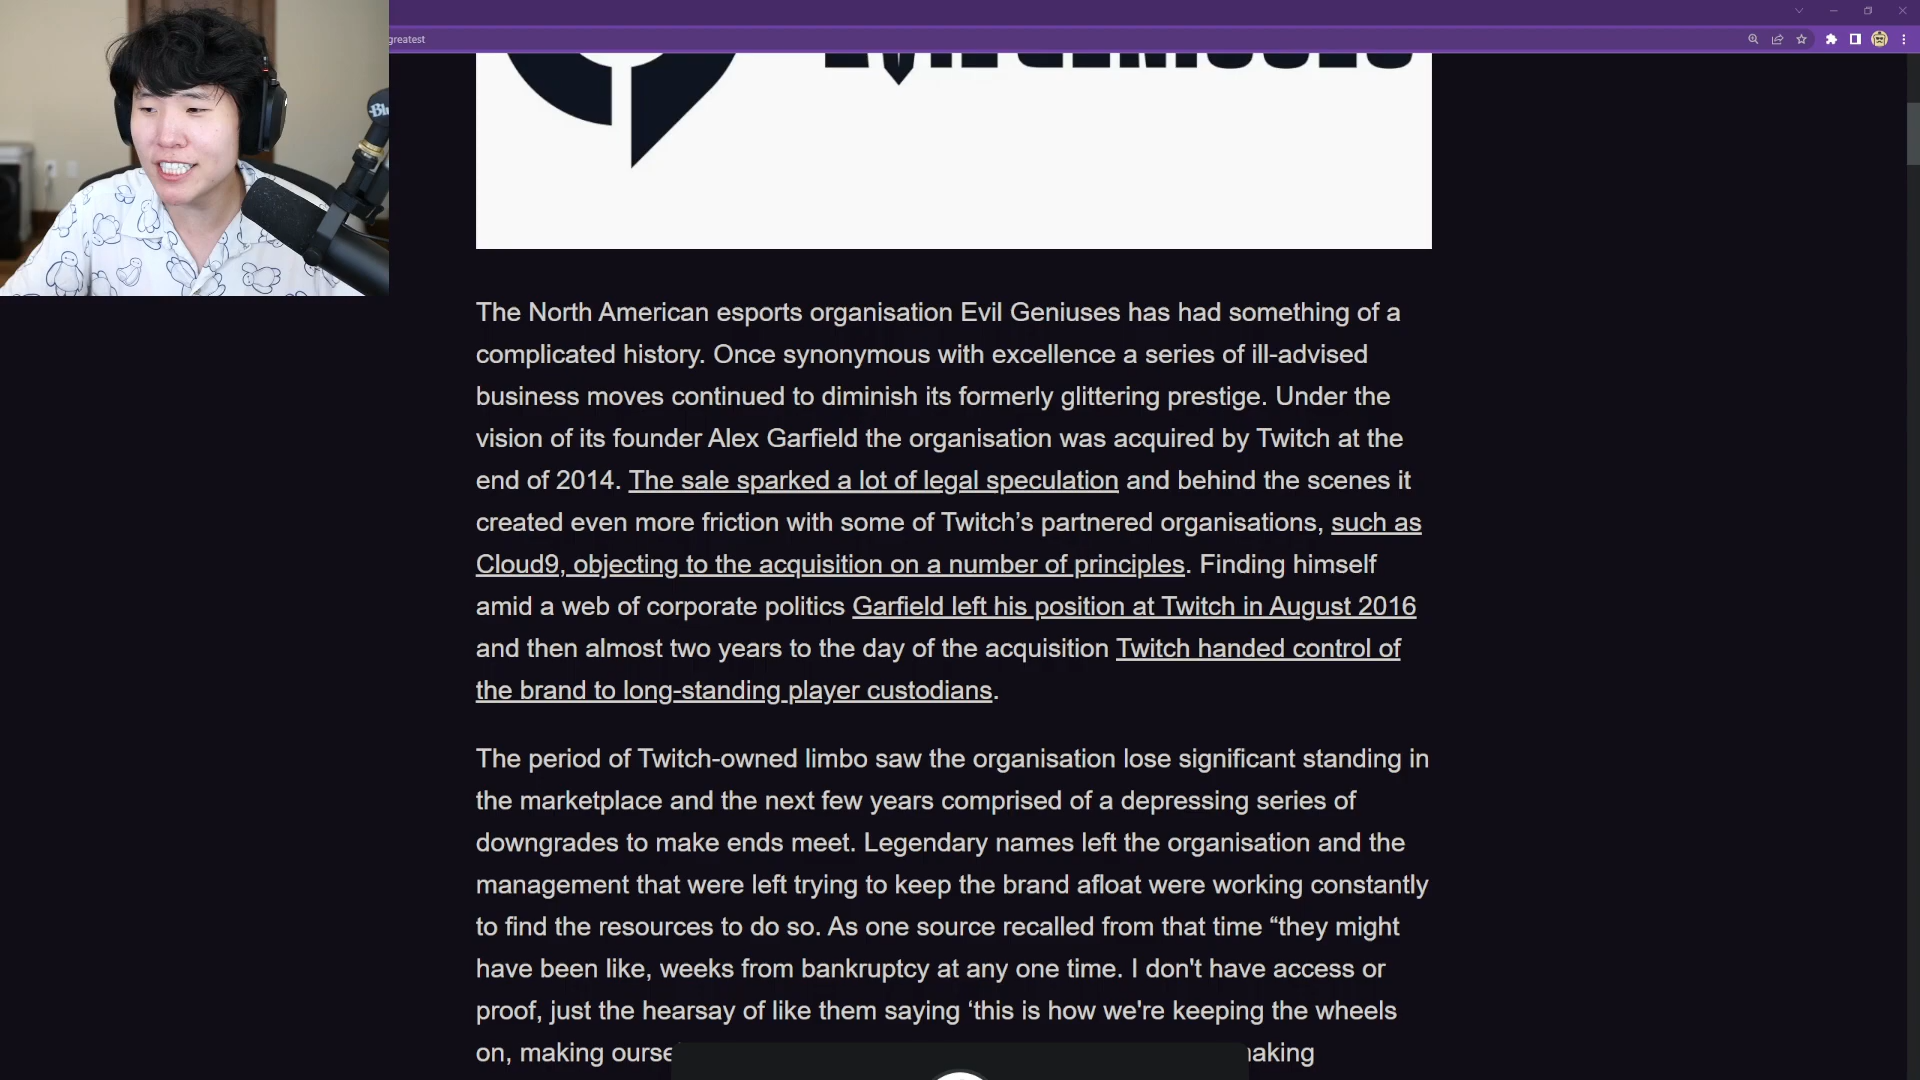 greatest
Blu
EVIL GENIUSES
The North American esports organisation Evil Geniuses has had something of a
complicated history. Once synonymous with excellence a series of ill-advised
business moves continued to diminish its formerly glittering prestige. Under the
vision of its founder Alex Garfield the organisation was acquired by Twitch at the
end of 2014. The sale sparked a lot of legal speculation and behind the scenes it
created even more friction with some of Twitch’s partnered organisations, such as
Cloud9, objecting to the acquisition on a number of principles. Finding himself
amid a web of corporate politics Garfield left his position at Twitch in August 2016
and then almost two years to the day of the acquisition Twitch handed control of
the brand to long-standing player custodians.
The period of Twitch-owned limbo saw the organisation lose significant standing in
the marketplace and the next few years comprised of a depressing series of
downgrades to make ends meet. Legendary names left the organisation and the
management that were left trying to keep the brand afloat were working constantly
to find the resources to do so. As one source recalled from that time “they might
have been like, weeks from bankruptcy at any one time. I don't have access or
proof, just the hearsay of like them saying ‘this is how we're keeping the wheels
on, making ourse aking